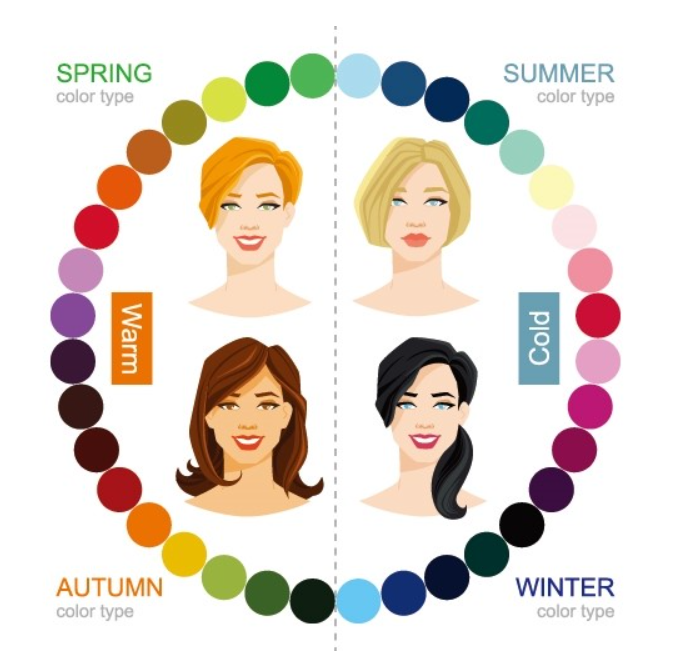 SPRING
color type
SUMMER
color type
Warm
Cold
AUTUMN
color type
WINTER
color type